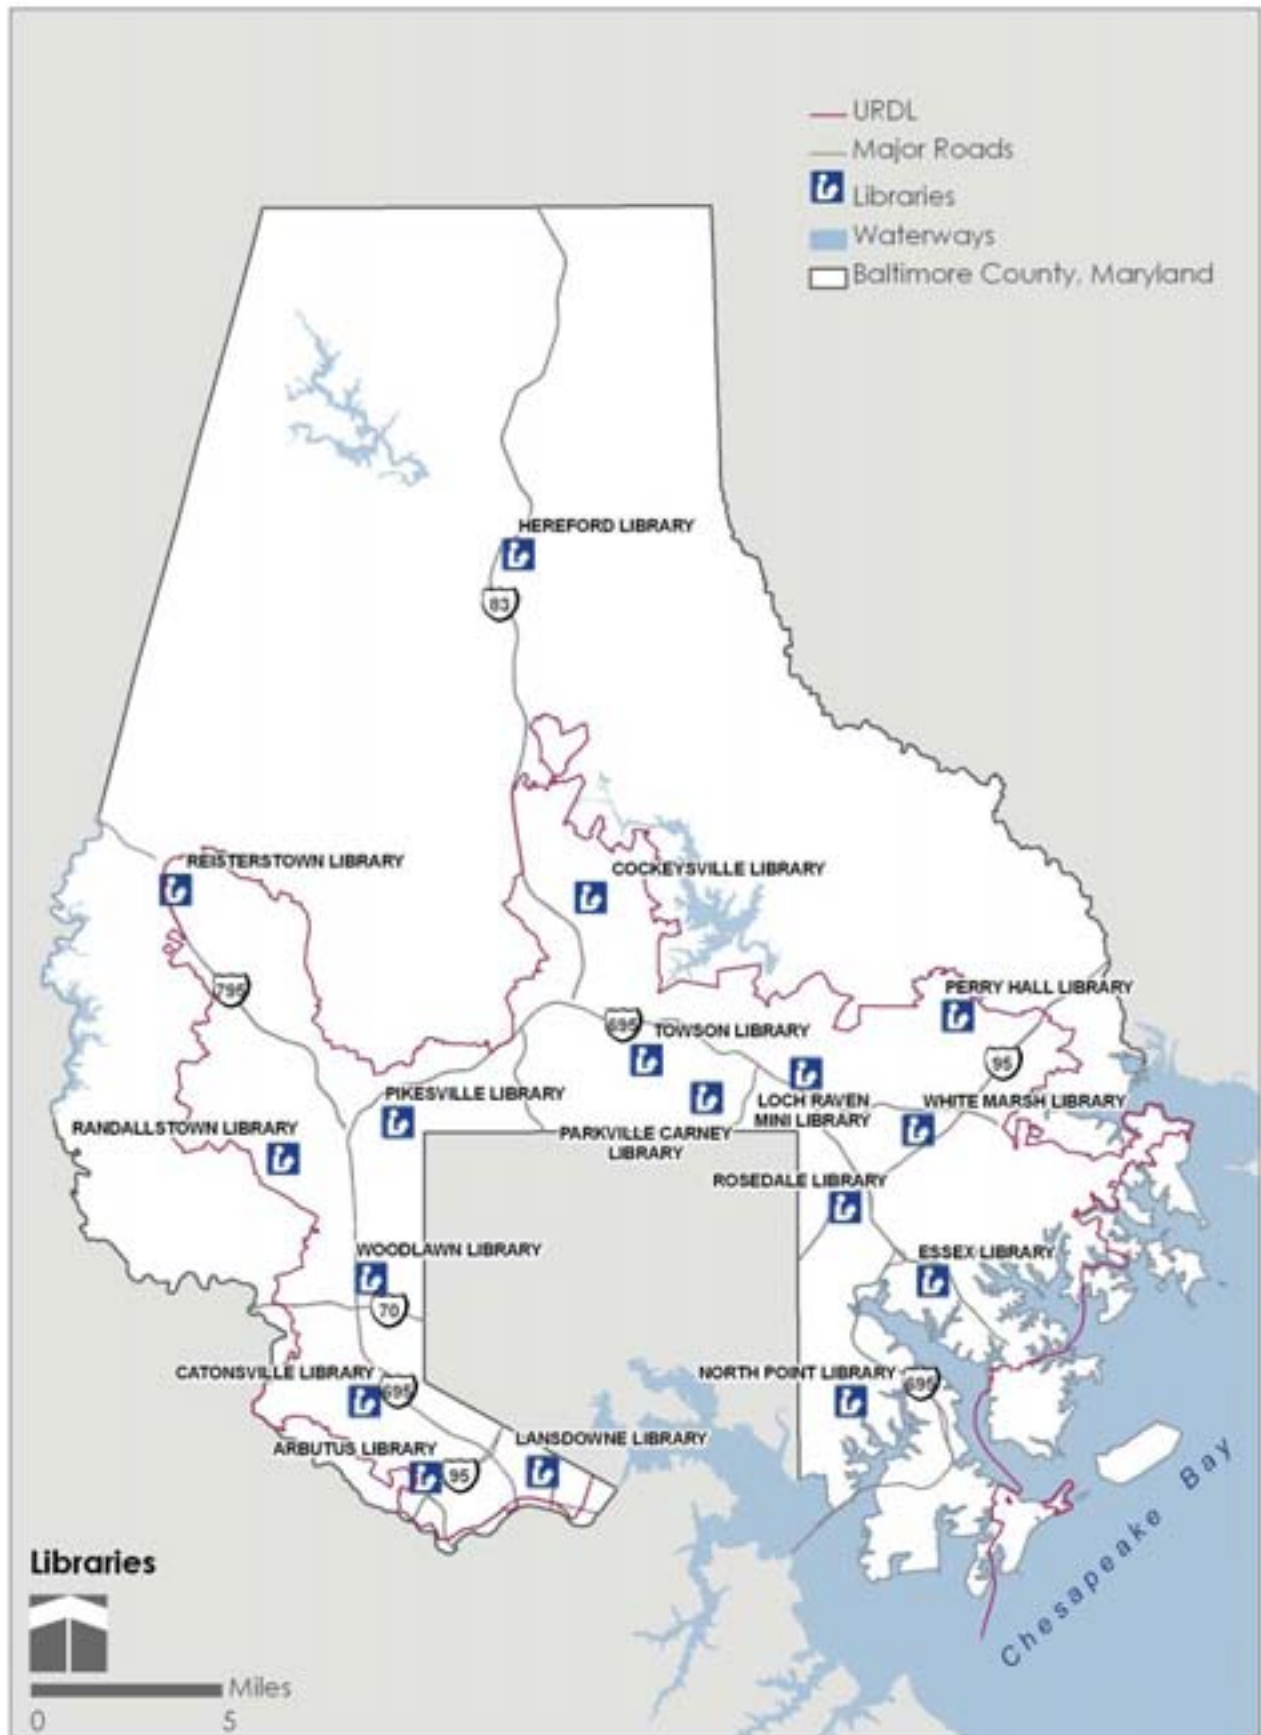 URDL
Major Roads
Libraries
Waterways
Baltimore County, Maryland
HEREFORD LIBRARY
83
REISTERSTOWN LIBRARY
COCKEYSVILLE LIBRARY
795
PERRY HALL LIBRARY
695
TOWSON LIBRARY
95
PIKESVILLE LIBRARY
LOCH RAVEN
MINI LIBRARY
WHITE MARSH LIBRARY
RANDALLSTOWN LIBRARY
PARKVILLE CARNEY
LIBRARY
ROSEDALE LIBRARY
WOODLAWN LIBRARY
ESSEX LIBRARY
70
CATONSVILLE LIBRARY
695
NORTH POINT LIBRARY
695
ARBUTUS LIBRARY
95
LANSDOWNE LIBRARY
Chesapeake Bay
Libraries
Miles
0 5